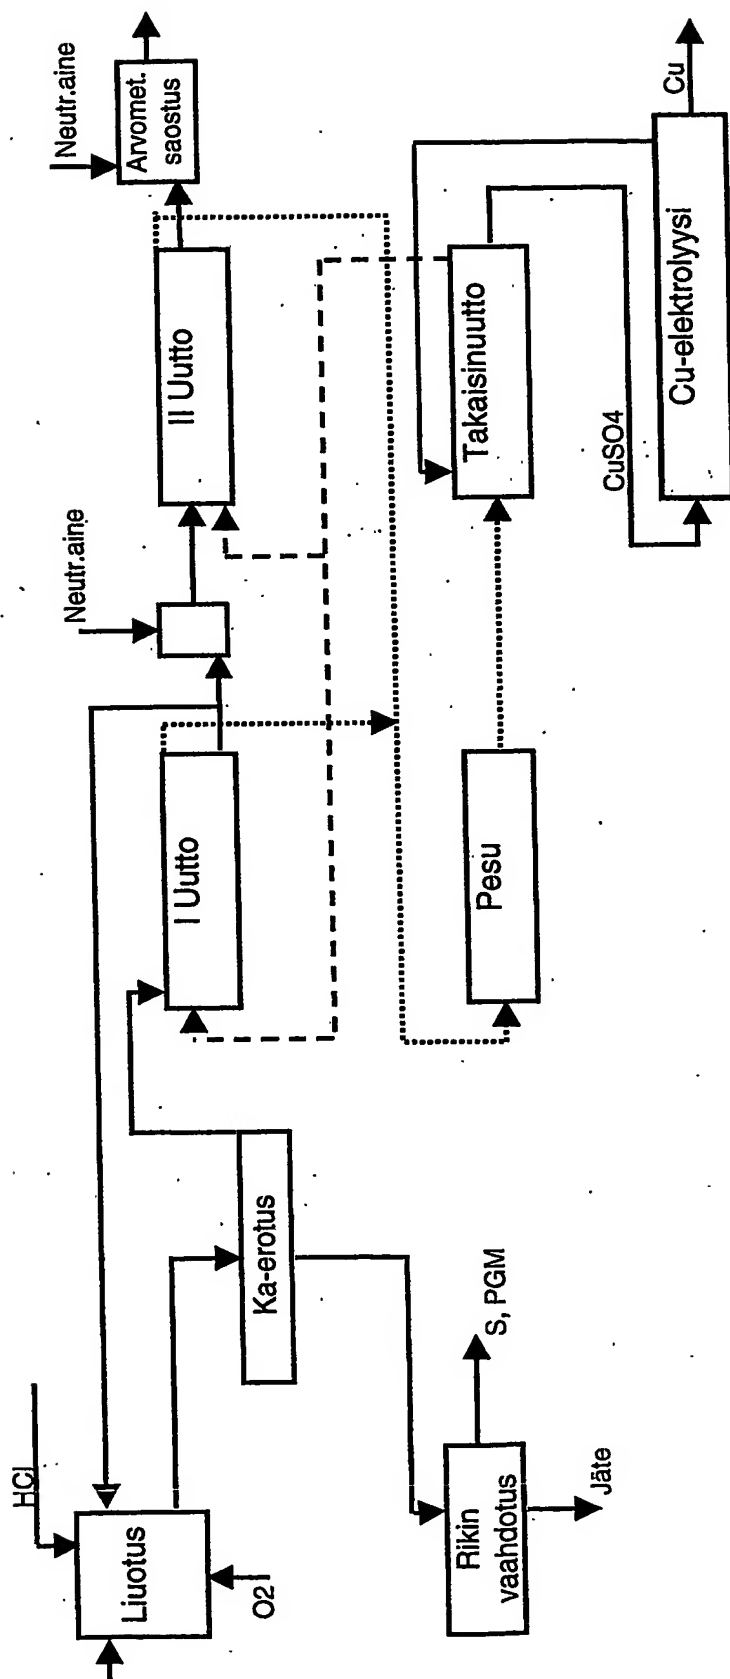 HCl
Liuotus
O2
Ka-erotus
Rikin
vaahdotus
S, PGM
Jäte
I Uutto
Neutr.aine
II Uutto
Neutr.aine
Arvomet.
saostus
Pesu
Takaisinuutto
CuSO4
Cu-elektrolyysi
Cu